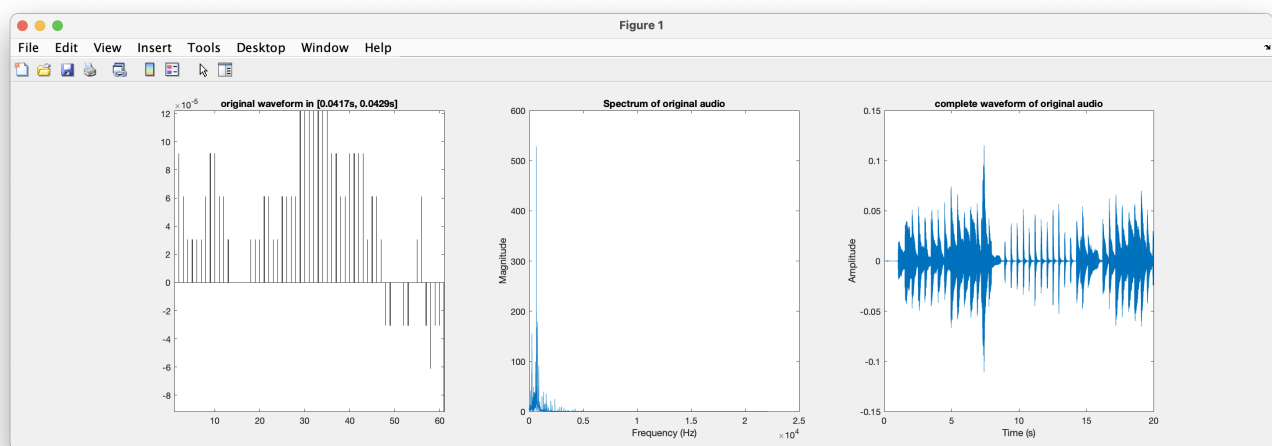 Figure 1
File Edit View Insert Tools Desktop Window Help
×10-5
original waveform in [0.0417s, 0.0429s]
12
10
8
6
4
2
0
-2
-4
-6
-8
10 20 30 40 50 60
Spectrum of original audio
600
500
400
300
200
100
0
Magnitude
0 0.5 1 1.5 2 2.5
Frequency (Hz)
×104
complete waveform of original audio
0.15
0.1
0.05
0
-0.05
-0.1
-0.15
Amplitude
0 5 10 15 20
Time (s)